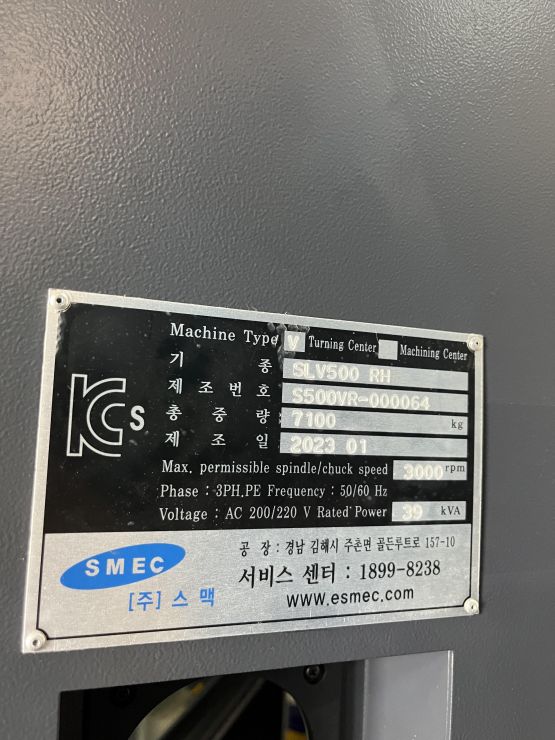 Machine Type V Turning Center Machining Center
기 종 SLV500 RH
제 조 번 호 S500VR-000064
총 중 량 7100 kg
제 조 일 2023 01
Max. permissible spindle/chuck speed 3000 rpm
Phase : 3PH.PE Frequency : 50/60 Hz
Voltage : AC 200/220 V Rated Power 39 kVA
KCs
SMEC
[주] 스 맥
공 장 : 경남 김해시 주촌면 골든루트로 157-10
서비스 센터 : 1899-8238
www.esmec.com